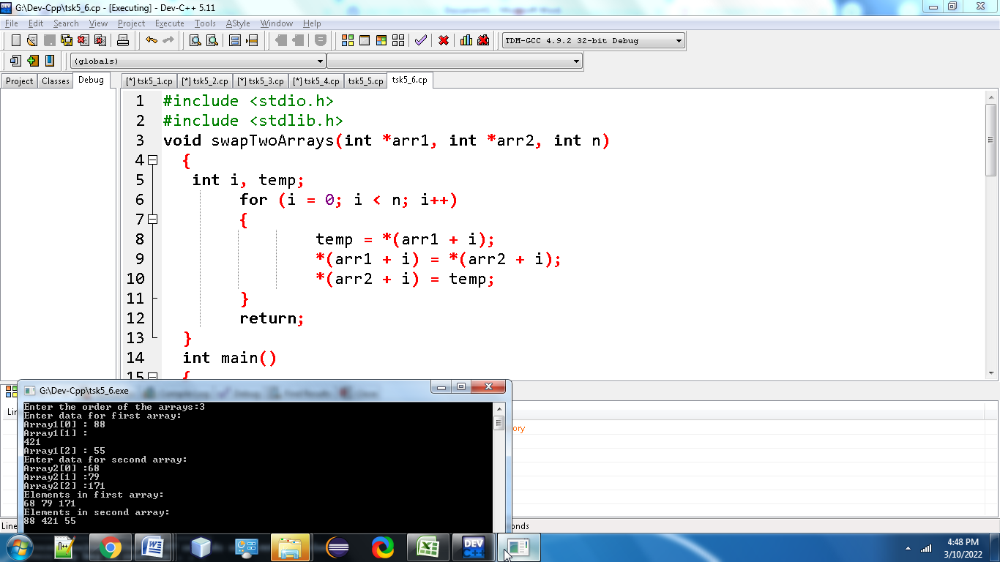 G:\Dev-Cpp\tsk5_6.cp - [Executing] - Dev-C++ 5.11
File Edit Search View Project Execute Tools AStyle Window Help
TDM-GCC 4.9.2 32-bit Debug
(globals)
Project Classes Debug
[*] tsk5_1.cp [*] tsk5_2.cp [*] tsk5_3.cp [*] tsk5_4.cp tsk5_5.cp tsk5_6.cp
1 #include <stdio.h>
2 #include <stdlib.h>
3 void swapTwoArrays(int *arr1, int *arr2, int n)
4 {
5 int i, temp;
6 for (i = 0; i < n; i++)
7 {
8 temp = *(arr1 + i);
9 *(arr1 + i) = *(arr2 + i);
10 *(arr2 + i) = temp;
11 }
12 return;
13 }
14 int main()
15 {
G:\Dev-Cpp\tsk5_6.exe
Enter the order of the arrays:3
Enter data for first array:
Array1[0] : 88
Array1[1] :
421
Array1[2] : 55
Enter data for second array:
Array2[0] :68
Array2[1] :79
Array2[2] :171
Elements in first array:
68 79 171
Elements in second array:
88 421 55
Line
ory
onds
DEV C++
4:48 PM
3/10/2022